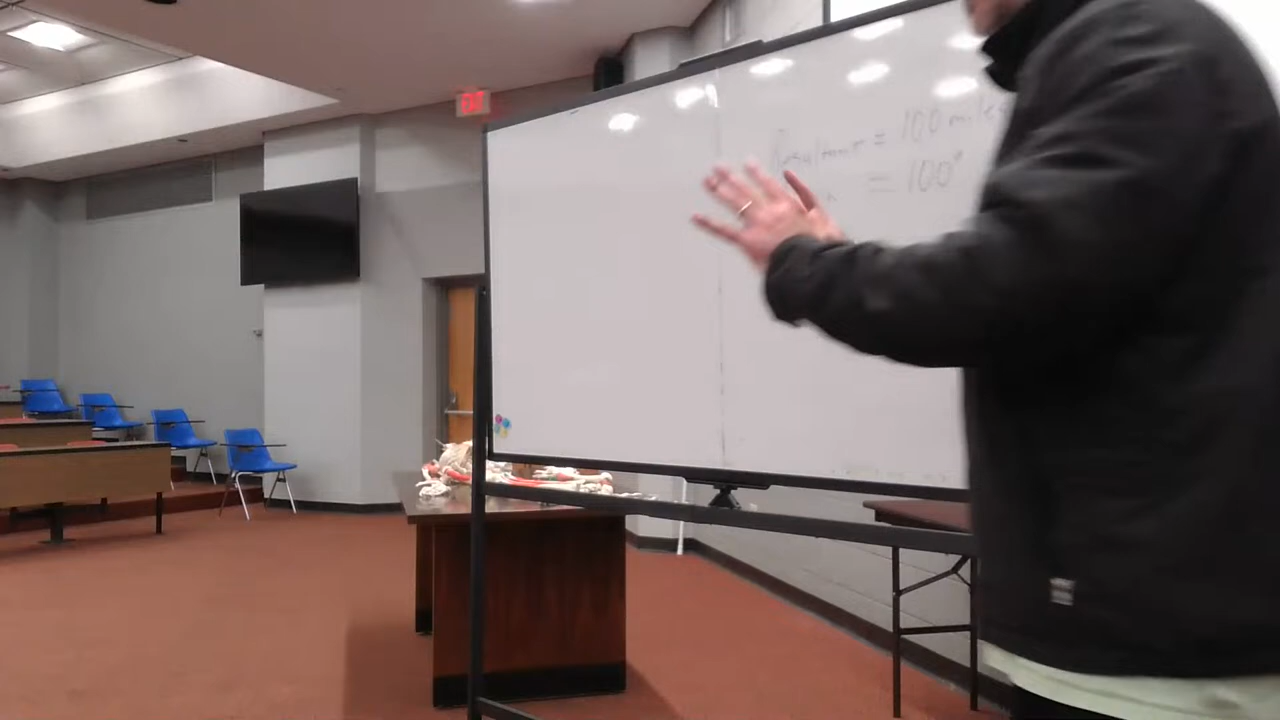 EXIT
Resultant = 100 miles
= 100°